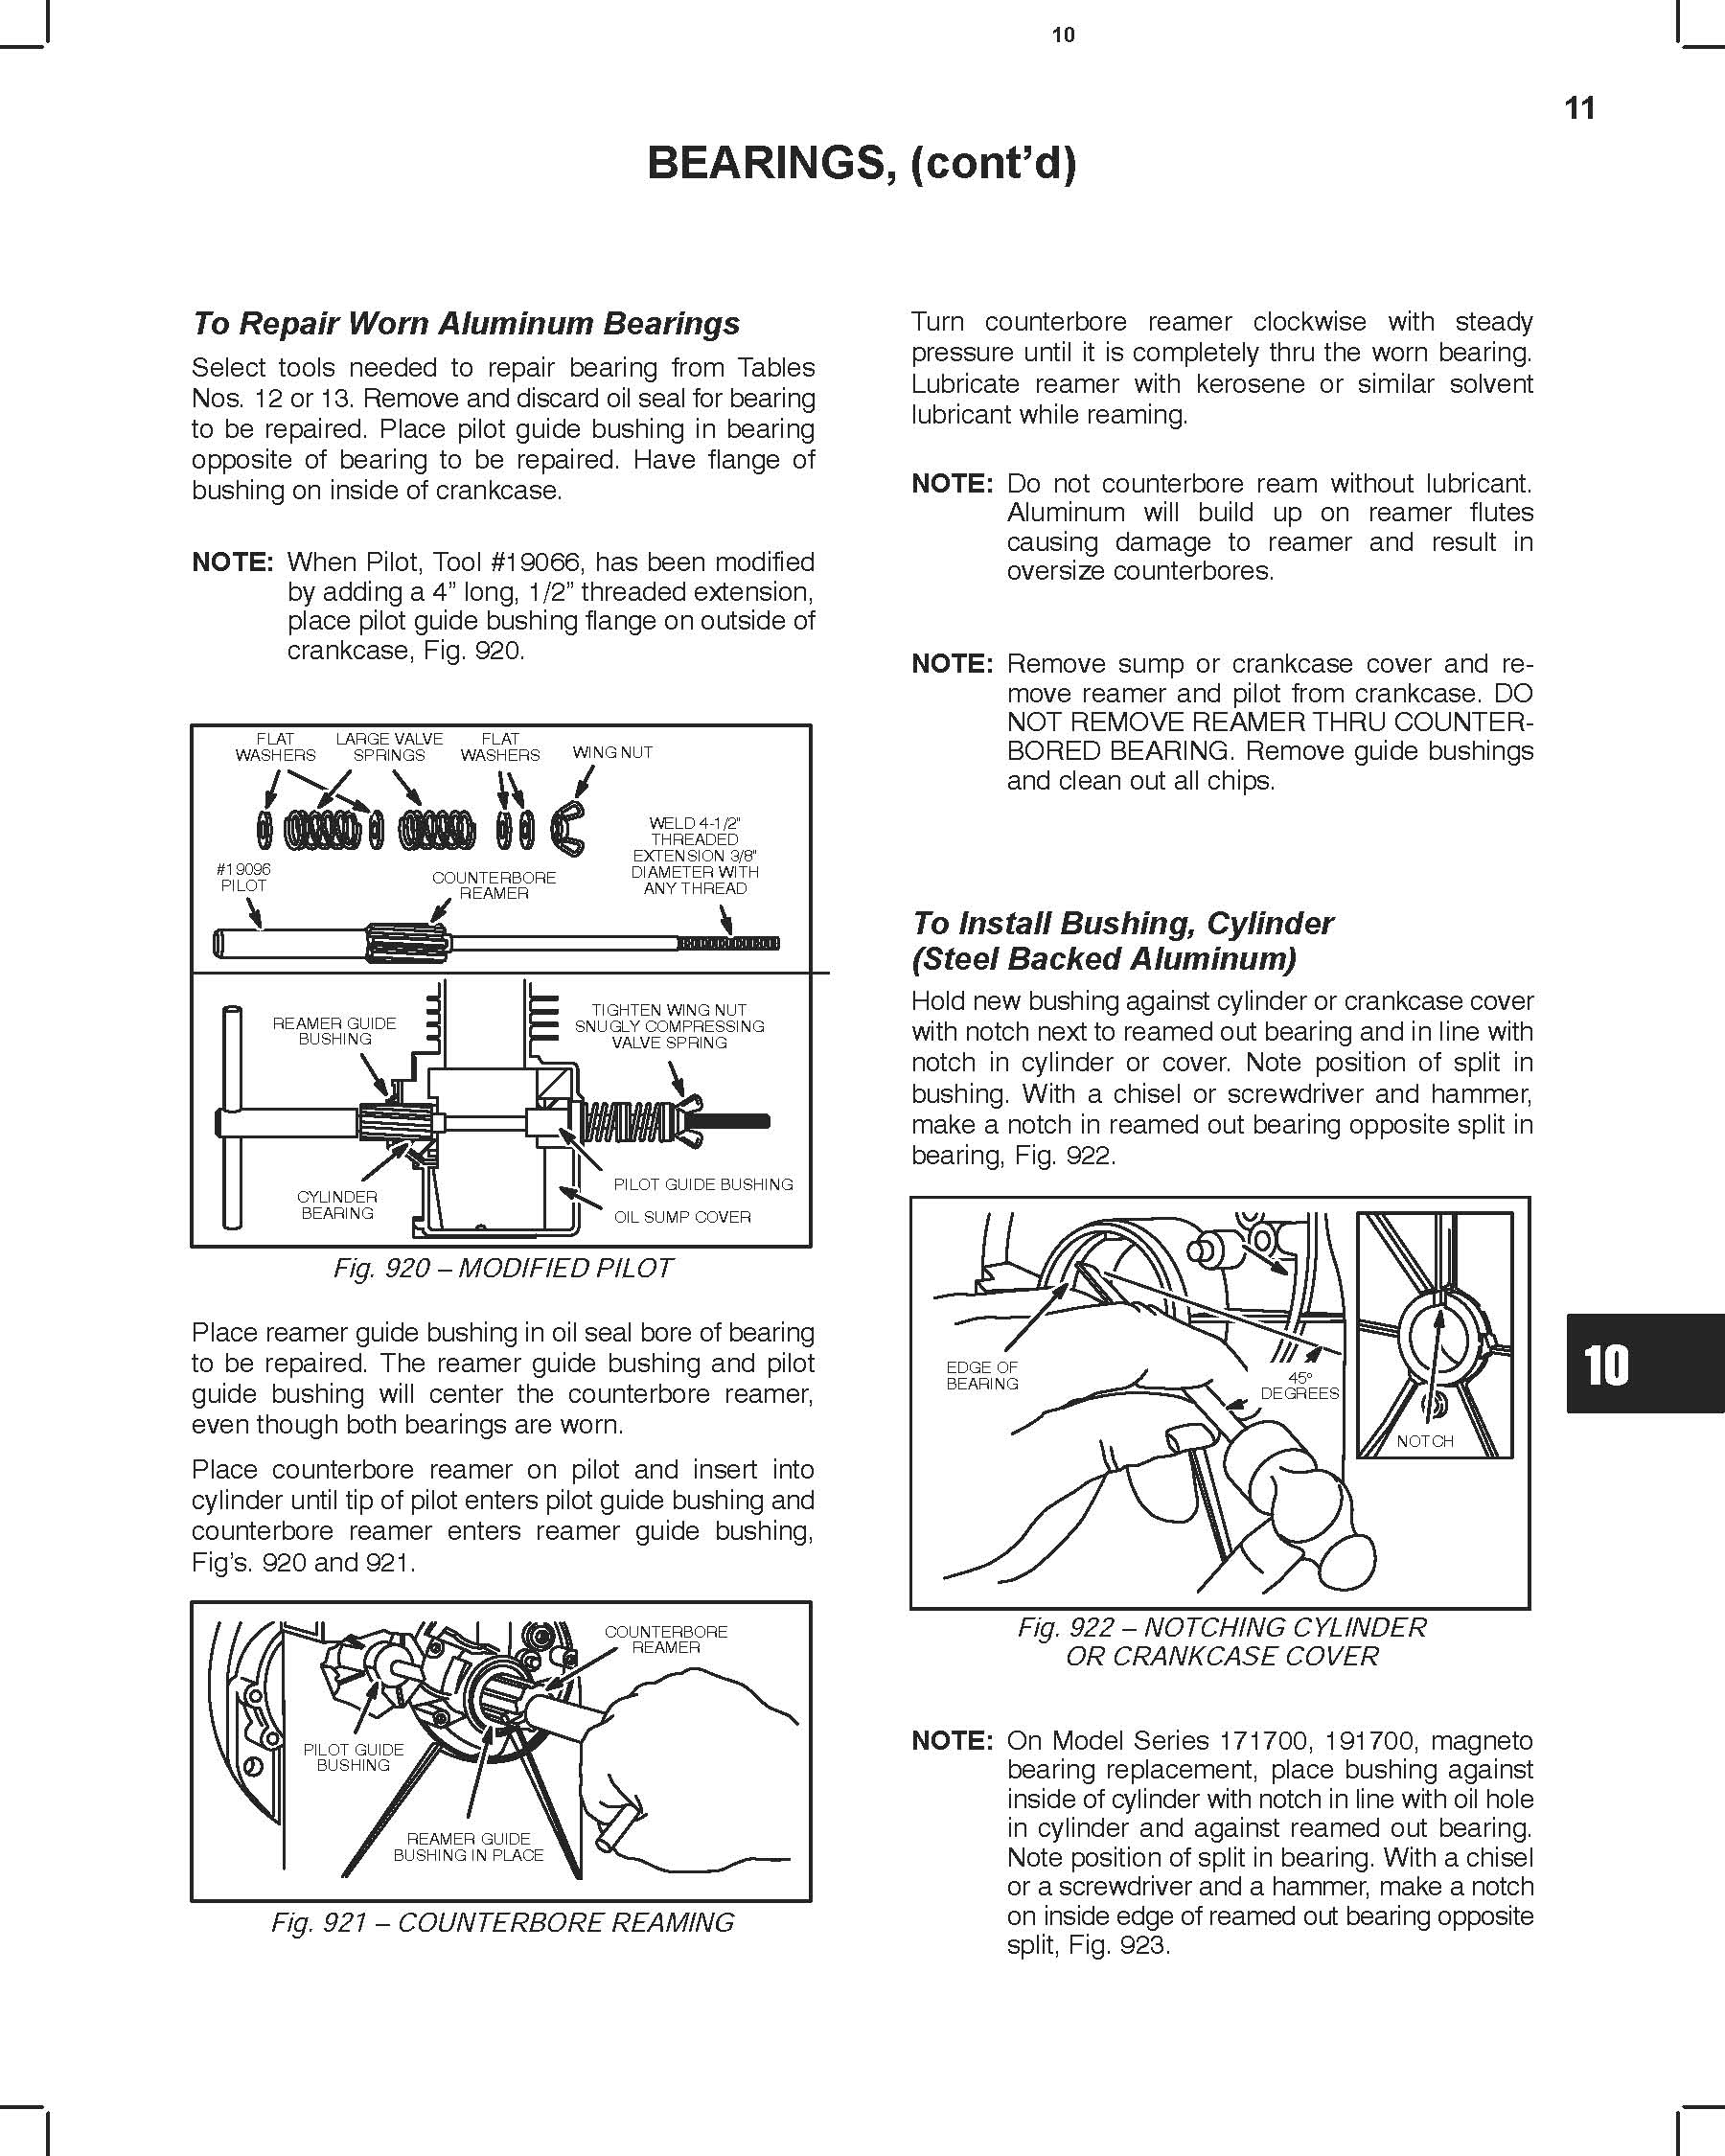 10
11
BEARINGS, (cont’d)
To Repair Worn Aluminum Bearings
Select tools needed to repair bearing from Tables
Nos. 12 or 13. Remove and discard oil seal for bearing
to be repaired. Place pilot guide bushing in bearing
opposite of bearing to be repaired. Have flange of
bushing on inside of crankcase.
NOTE: When Pilot, Tool #19066, has been modified
by adding a 4” long, 1/2” threaded extension,
place pilot guide bushing flange on outside of
crankcase, Fig. 920.
FLAT
WASHERS
LARGE VALVE
SPRINGS
FLAT
WASHERS
WING NUT
WELD 4-1/2"
THREADED
EXTENSION 3/8"
DIAMETER WITH
ANY THREAD
#19096
PILOT
COUNTERBORE
REAMER
REAMER GUIDE
BUSHING
TIGHTEN WING NUT
SNUGLY COMPRESSING
VALVE SPRING
CYLINDER
BEARING
PILOT GUIDE BUSHING
OIL SUMP COVER
Fig. 920 – MODIFIED PILOT
Place reamer guide bushing in oil seal bore of bearing
to be repaired. The reamer guide bushing and pilot
guide bushing will center the counterbore reamer,
even though both bearings are worn.
Place counterbore reamer on pilot and insert into
cylinder until tip of pilot enters pilot guide bushing and
counterbore reamer enters reamer guide bushing,
Fig’s. 920 and 921.
COUNTERBORE
REAMER
PILOT GUIDE
BUSHING
REAMER GUIDE
BUSHING IN PLACE
Fig. 921 – COUNTERBORE REAMING
Turn counterbore reamer clockwise with steady
pressure until it is completely thru the worn bearing.
Lubricate reamer with kerosene or similar solvent
lubricant while reaming.
NOTE: Do not counterbore ream without lubricant.
Aluminum will build up on reamer flutes
causing damage to reamer and result in
oversize counterbores.
NOTE: Remove sump or crankcase cover and re-
move reamer and pilot from crankcase. DO
NOT REMOVE REAMER THRU COUNTER-
BORED BEARING. Remove guide bushings
and clean out all chips.
To Install Bushing, Cylinder
(Steel Backed Aluminum)
Hold new bushing against cylinder or crankcase cover
with notch next to reamed out bearing and in line with
notch in cylinder or cover. Note position of split in
bushing. With a chisel or screwdriver and hammer,
make a notch in reamed out bearing opposite split in
bearing, Fig. 922.
EDGE OF
BEARING
45°
DEGREES
NOTCH
Fig. 922 – NOTCHING CYLINDER
OR CRANKCASE COVER
10
NOTE: On Model Series 171700, 191700, magneto
bearing replacement, place bushing against
inside of cylinder with notch in line with oil hole
in cylinder and against reamed out bearing.
Note position of split in bearing. With a chisel
or a screwdriver and a hammer, make a notch
on inside edge of reamed out bearing opposite
split, Fig. 923.